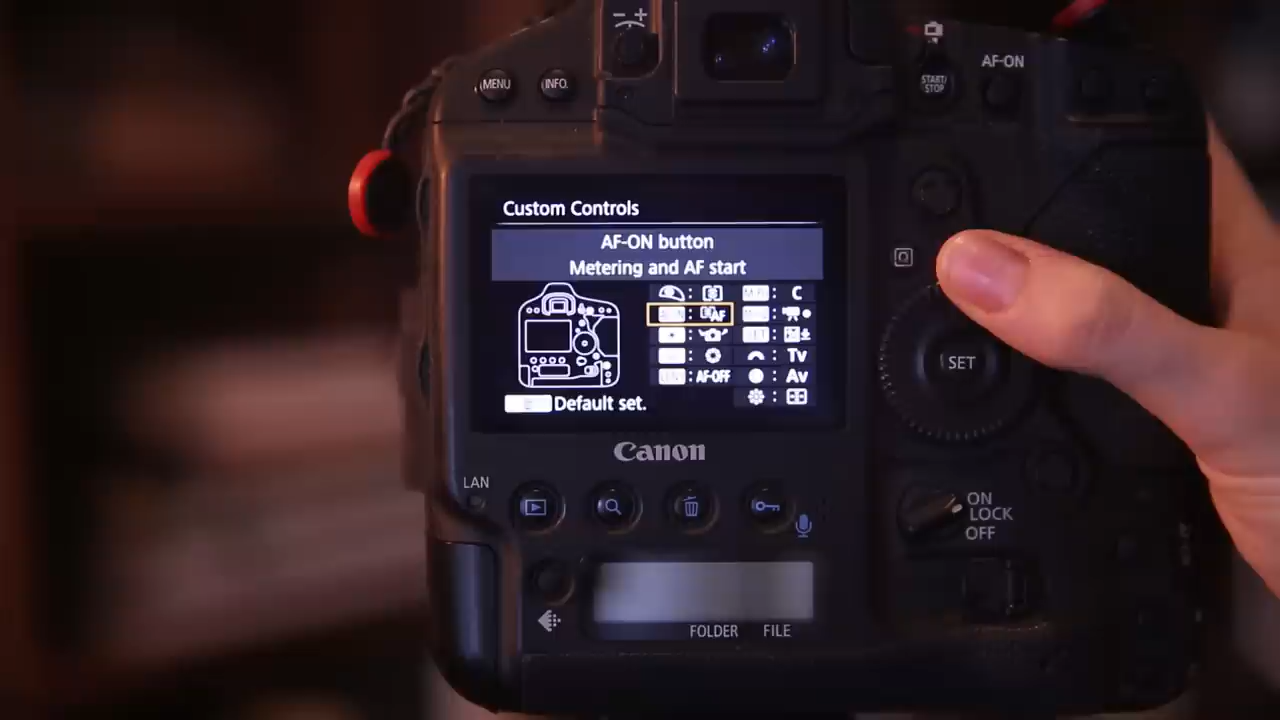 MENU
INFO.
START/
STOP
AF-ON
Custom Controls
AF-ON button
Metering and AF start
C
AF
Tv
AF-OFF
Av
Default set.
SET
Canon
LAN
ON
LOCK
OFF
FOLDER
FILE